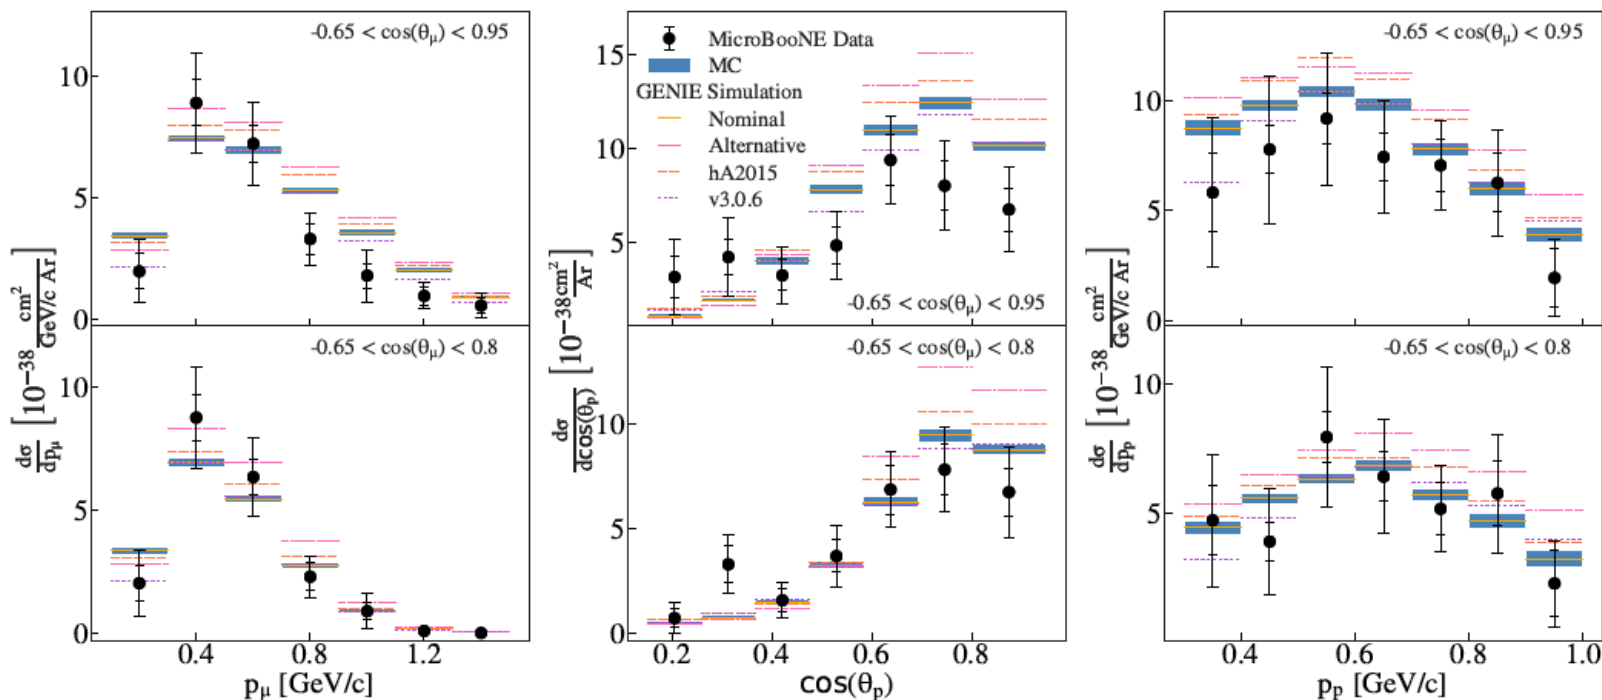 -0.65 < cos(θμ) < 0.95
10
5
0
-0.65 < cos(θμ) < 0.8
10
5
0
0.4 0.8 1.2
pμ [GeV/c]
dσ/dpμ [10−38 cm2/GeV/c Ar]
MicroBooNE Data
MC
GENIE Simulation
Nominal
Alternative
hA2015
v3.0.6
15
10
5
-0.65 < cos(θμ) < 0.95
-0.65 < cos(θμ) < 0.8
10
5
0
0.2 0.4 0.6 0.8
cos(θp)
dσ/dcos(θp) [10−38cm2/Ar]
-0.65 < cos(θμ) < 0.95
10
5
0
-0.65 < cos(θμ) < 0.8
10
5
0.4 0.6 0.8 1.0
pp [GeV/c]
dσ/dpp [10−38 cm2/GeV/c Ar]